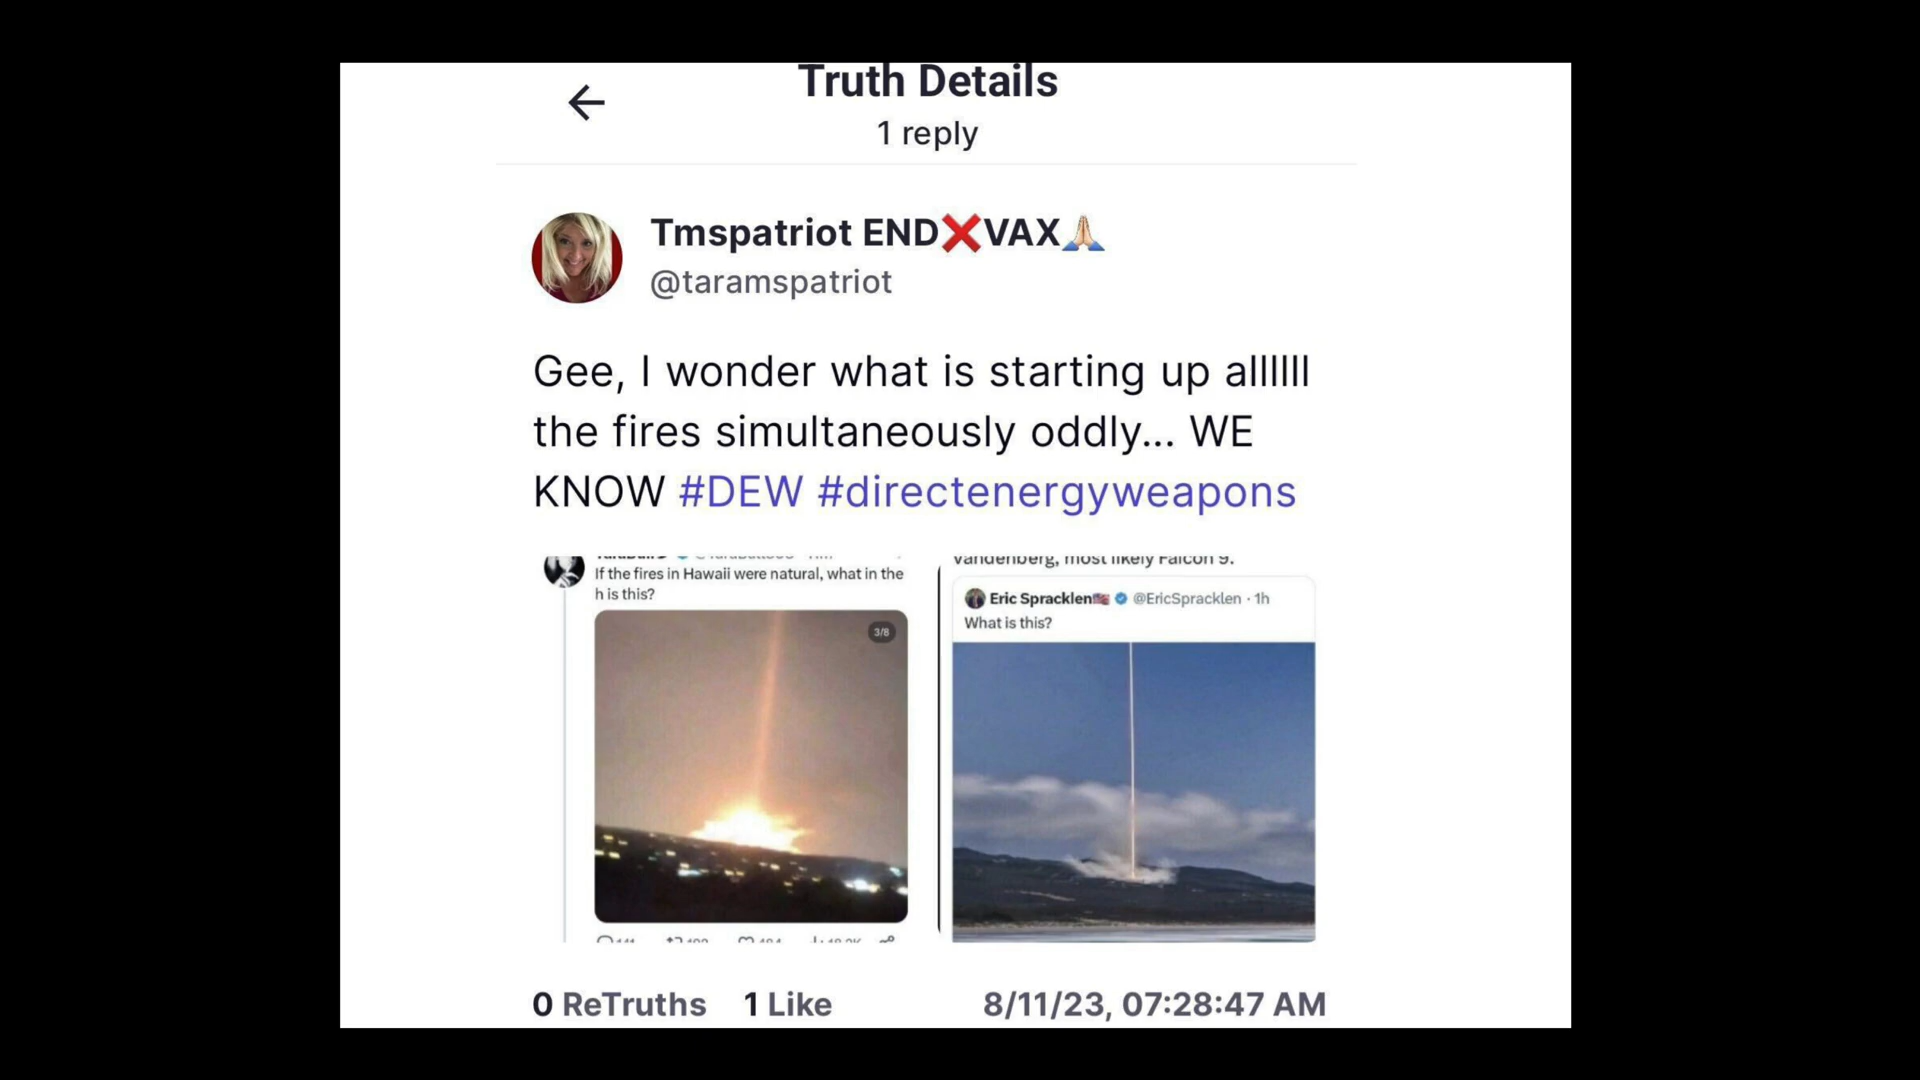 Truth Details
1 reply
Tmspatriot END❌VAX🙏🏻
@taramspatriot
Gee, I wonder what is starting up allllll
the fires simultaneously oddly... WE
KNOW #DEW #directenergyweapons
If the fires in Hawaii were natural, what in the
h is this?
3/8
Vandenberg, most likely Falcon 9.
Eric Spracklen🇺🇸 @EricSpracklen · 1h
What is this?
0 ReTruths 1 Like 8/11/23, 07:28:47 AM